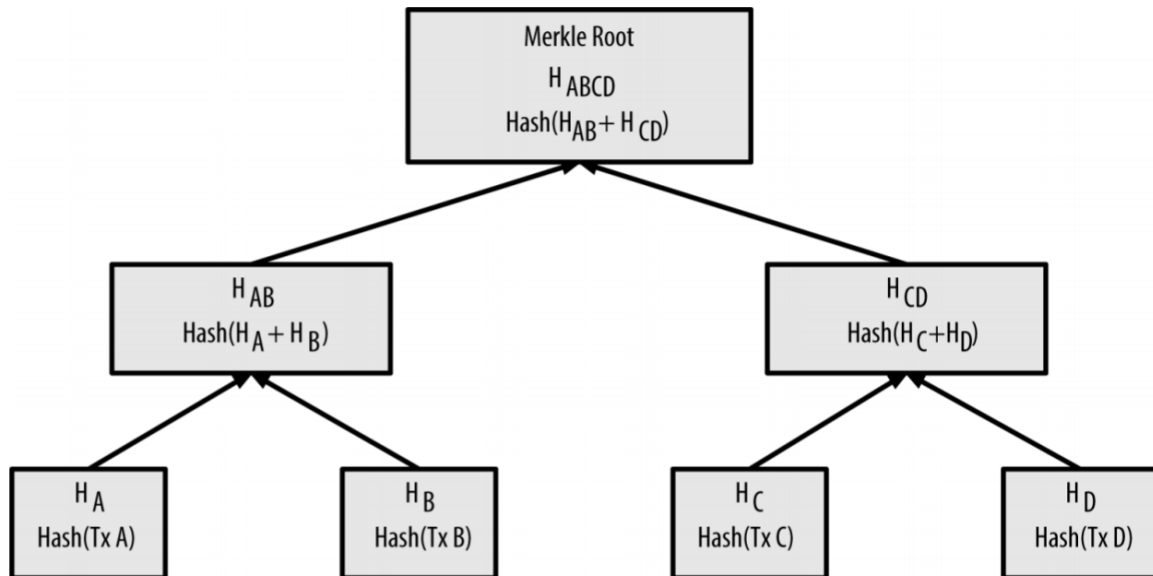 Merkle Root
H ABCD
Hash(H AB + H CD)
H AB
Hash(H A + H B)
H CD
Hash(H C+H D)
H A
Hash(Tx A)
H B
Hash(Tx B)
H C
Hash(Tx C)
H D
Hash(Tx D)